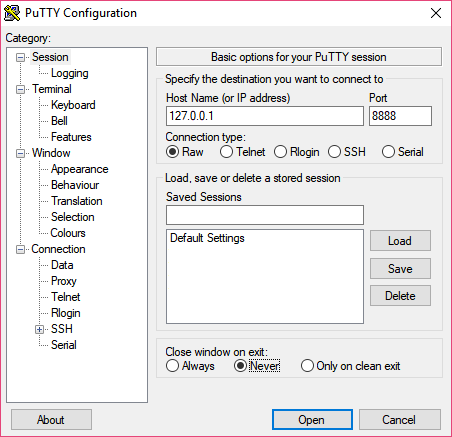 PuTTY Configuration
Category:
Session
Logging
Terminal
Keyboard
Bell
Features
Window
Appearance
Behaviour
Translation
Selection
Colours
Connection
Data
Proxy
Telnet
Rlogin
SSH
Serial
Basic options for your PuTTY session
Specify the destination you want to connect to
Host Name (or IP address) Port
127.0.0.1 8888
Connection type:
Raw Telnet Rlogin SSH Serial
Load, save or delete a stored session
Saved Sessions
Default Settings
Load
Save
Delete
Close window on exit:
Always Never Only on clean exit
About Open Cancel